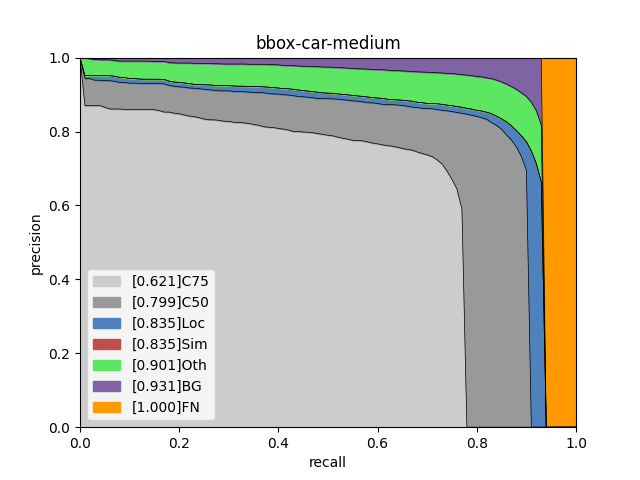 bbox-car-medium
1.0
0.8
0.6
0.4
0.2
0.0
precision
[0.621]C75
[0.799]C50
[0.835]Loc
[0.835]Sim
[0.901]Oth
[0.931]BG
[1.000]FN
0.0 0.2 0.4 0.6 0.8 1.0
recall